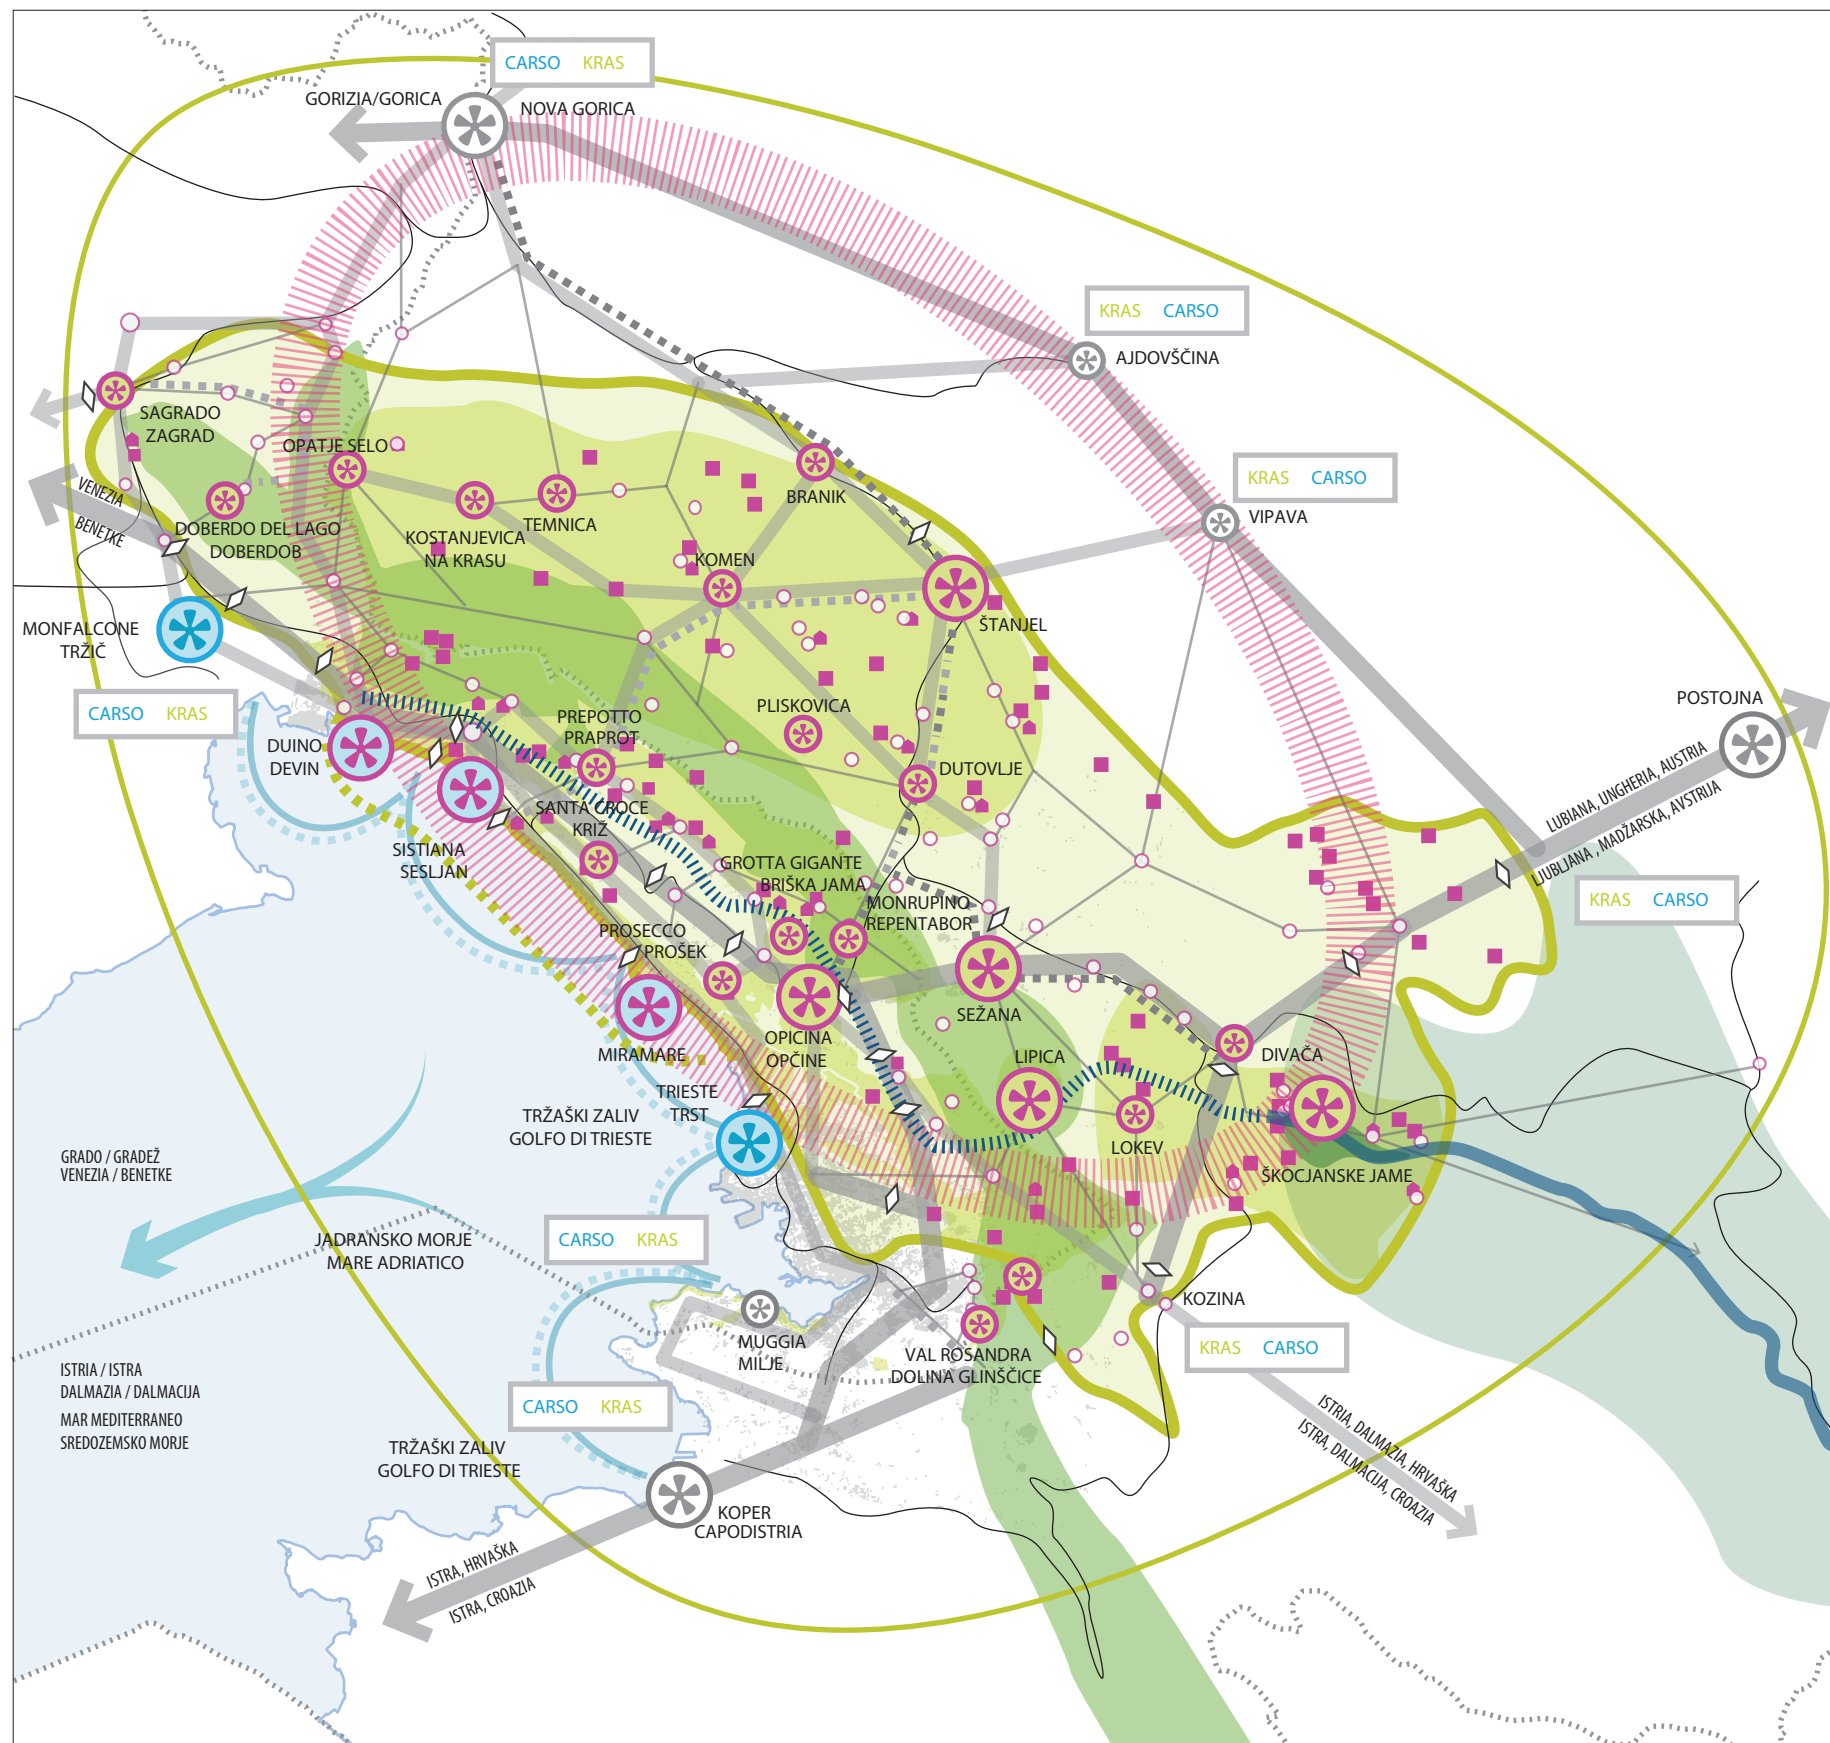 CARSO KRAS
GORIZIA/GORICA
NOVA GORICA
KRAS CARSO
AJDOVŠČINA
SAGRADO
ZAGRAD
OPATJE SELO
KRAS CARSO
VIPAVA
VENEZIA
BENETKE
DOBERDO DEL LAGO
DOBERDOB
KOSTANJEVICA
NA KRASU
TEMNICA
BRANIK
KOMEN
ŠTANJEL
MONFALCONE
TRŽIČ
CARSO KRAS
DUINO
DEVIN
PREPOTTO
PRAPROT
PLISKOVICA
DUTOVLJE
POSTOJNA
LUBIANA, UNGHERIA, AUSTRIA
LJUBLJANA , MADŽARSKA, AVSTRIJA
SANTA CROCE
KRIŽ
SISTIANA
SESLJAN
GROTTA GIGANTE
BRIŠKA JAMA
MONRUPINO
REPENTABOR
KRAS CARSO
PROSECCO
PROŠEK
SEŽANA
OPICINA
OPČINE
MIRAMARE
LIPICA
DIVAČA
TRIESTE
TRST
TRŽAŠKI ZALIV
GOLFO DI TRIESTE
LOKEV
ŠKOCJANSKE JAME
GRADO / GRADEŽ
VENEZIA / BENETKE
JADRANSKO MORJE
MARE ADRIATICO
CARSO KRAS
KOZINA
MUGGIA
MILJE
VAL ROSANDRA
DOLINA GLINŠČICE
KRAS CARSO
ISTRIA / ISTRA
DALMAZIA / DALMACIJA
MAR MEDITERRANEO
SREDOZEMSKO MORJE
CARSO KRAS
ISTRIA, DALMAZIA, HRVAŠKA
ISTRA, DALMACIJA, CROAZIA
TRŽAŠKI ZALIV
GOLFO DI TRIESTE
KOPER
CAPODISTRIA
ISTRA, HRVAŠKA
ISTRA, CROAZIA